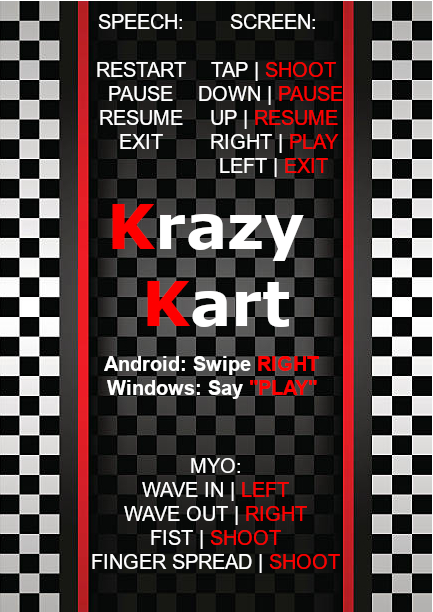 SPEECH: SCREEN:
RESTART TAP | SHOOT
PAUSE DOWN | PAUSE
RESUME UP | RESUME
EXIT RIGHT | PLAY
LEFT | EXIT
Krazy
Kart
Android: Swipe RIGHT
Windows: Say "PLAY"
MYO:
WAVE IN | LEFT
WAVE OUT | RIGHT
FIST | SHOOT
FINGER SPREAD | SHOOT